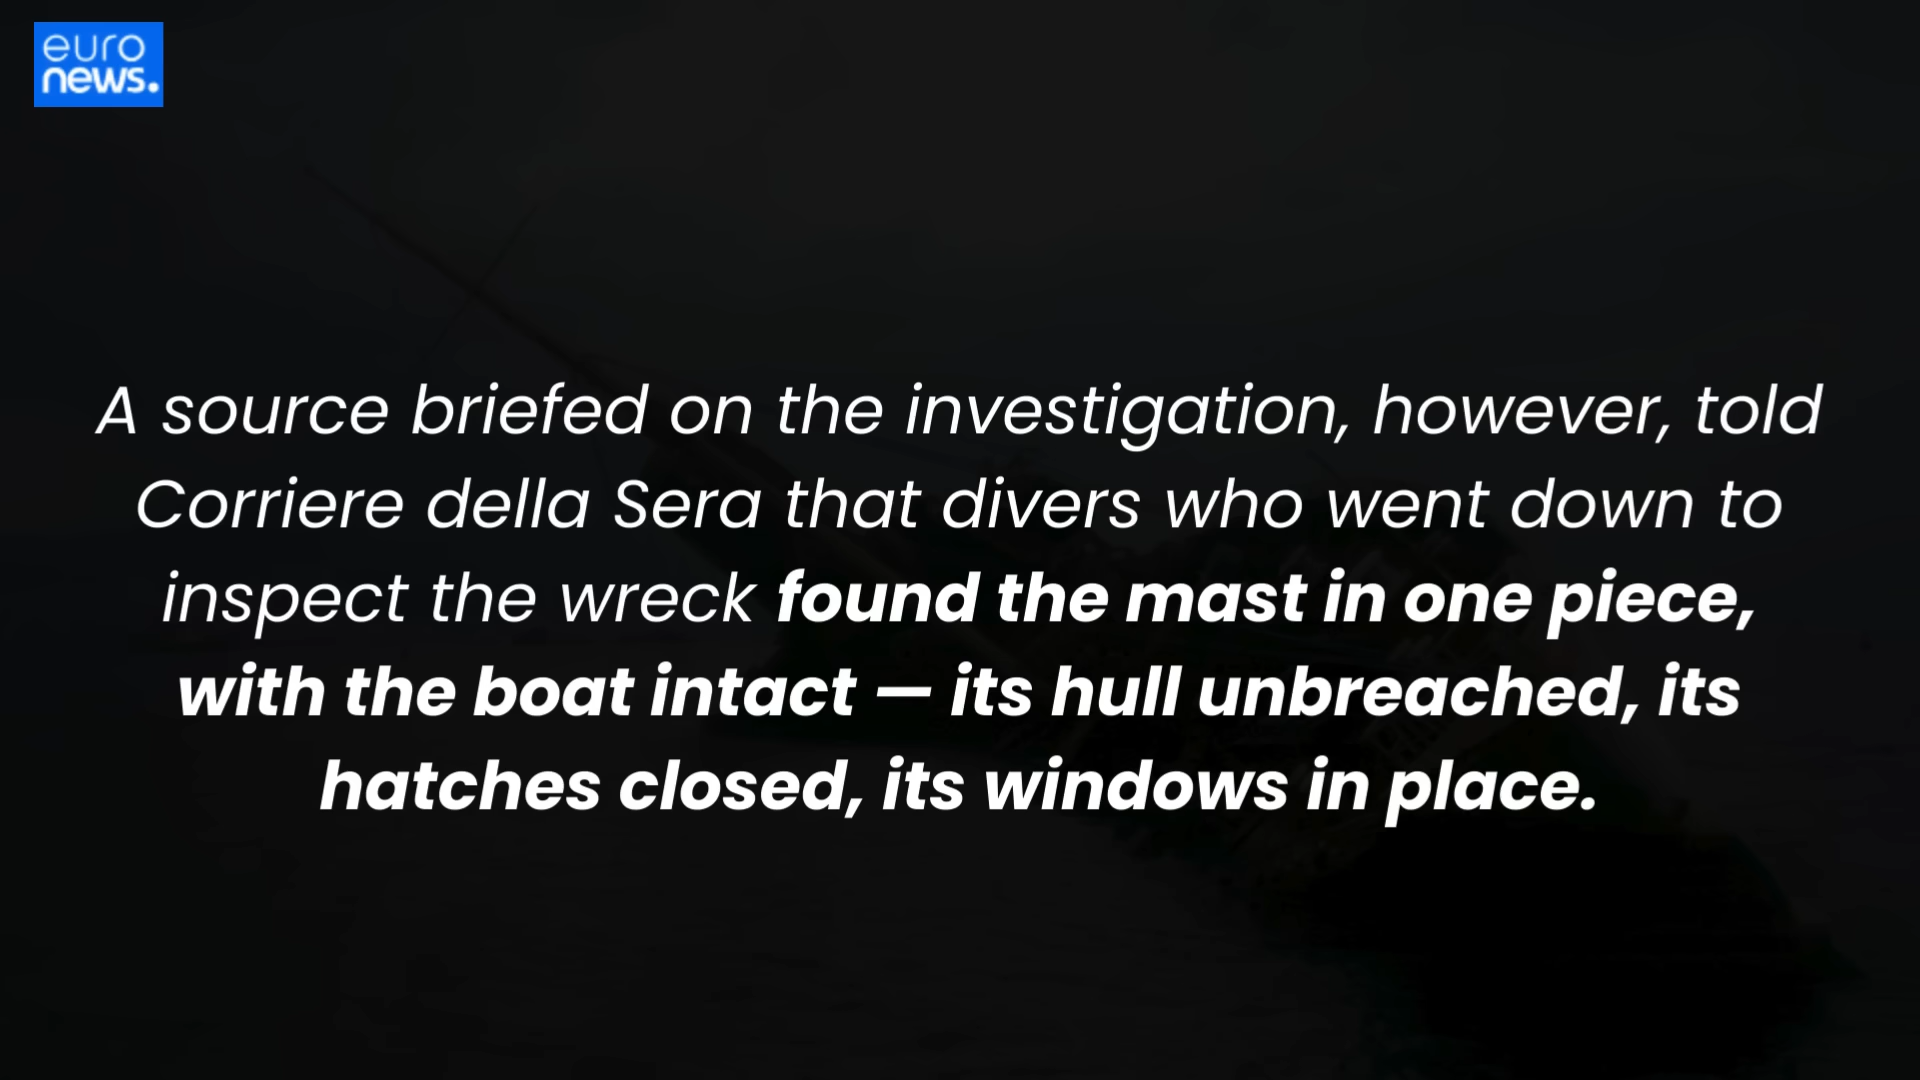 euro
news.
A source briefed on the investigation, however, told
Corriere della Sera that divers who went down to
inspect the wreck found the mast in one piece,
with the boat intact — its hull unbreached, its
hatches closed, its windows in place.